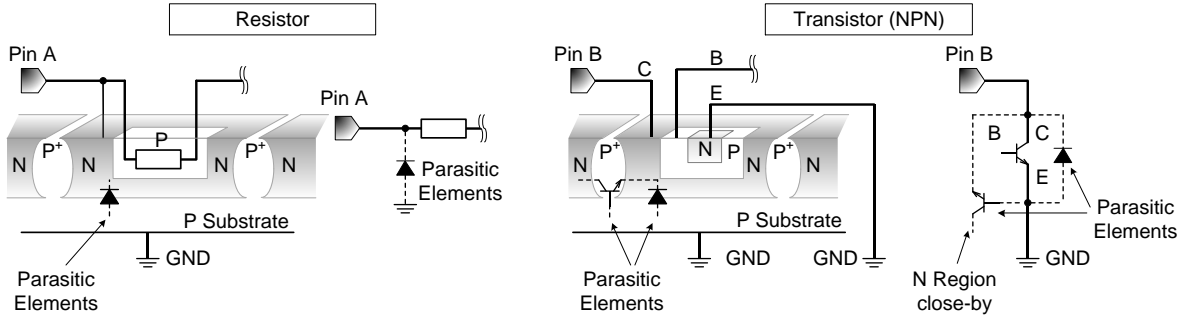 Resistor
Pin A
N
P+
N
P
N
P+
N
Parasitic
Elements
P Substrate
GND
Pin A
Parasitic
Elements
Transistor (NPN)
Pin B
C
B
E
N
P+
N
N
P
N
P+
N
P Substrate
Parasitic
Elements
GND
GND
Pin B
B
C
E
Parasitic
Elements
N Region
close-by